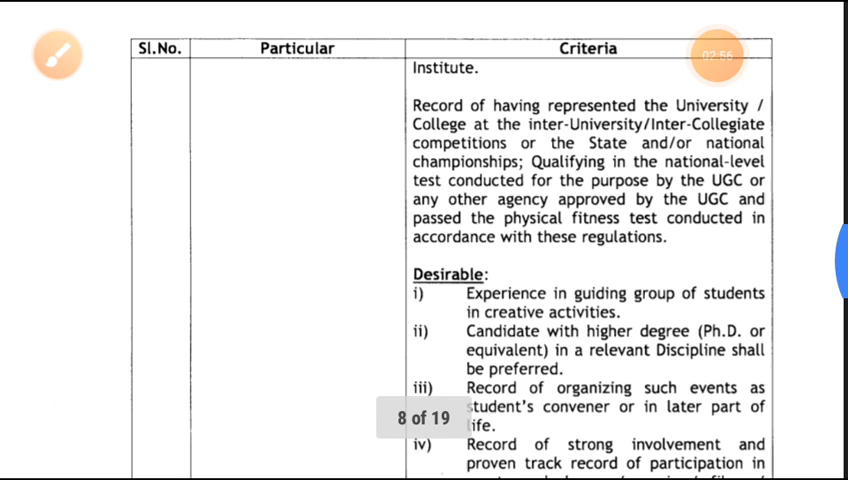 Sl.No. Particular Criteria
02:56
Institute.
Record of having represented the University /
College at the inter-University/Inter-Collegiate
competitions or the State and/or national
championships; Qualifying in the national-level
test conducted for the purpose by the UGC or
any other agency approved by the UGC and
passed the physical fitness test conducted in
accordance with these regulations.
Desirable:
i) Experience in guiding group of students
in creative activities.
ii) Candidate with higher degree (Ph.D. or
equivalent) in a relevant Discipline shall
be preferred.
iii) Record of organizing such events as
student's convener or in later part of
life.
8 of 19
iv) Record of strong involvement and
proven track record of participation in